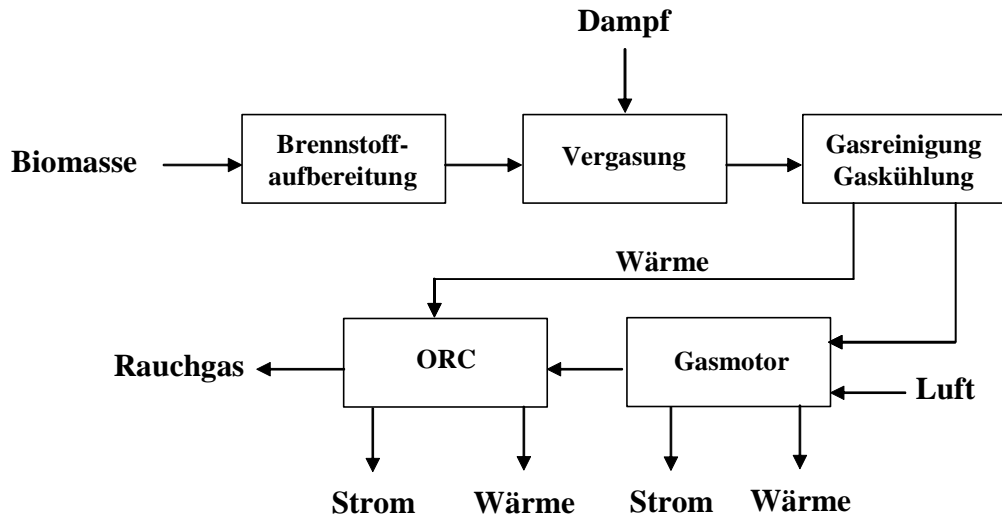 Dampf
Biomasse
Brennstoff-
aufbereitung
Vergasung
Gasreinigung
Gaskühlung
Wärme
Rauchgas
ORC
Gasmotor
Luft
Strom
Wärme
Strom
Wärme